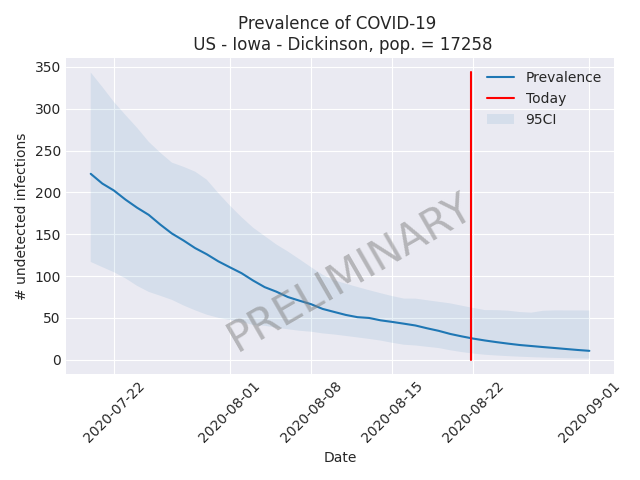 Prevalence of COVID-19
US - Iowa - Dickinson, pop. = 17258
350
300
250
200
150
100
50
0
# undetected infections
Prevalence
Today
95CI
PRELIMINARY
2020-07-22
2020-08-01
2020-08-08
2020-08-15
2020-08-22
2020-09-01
Date